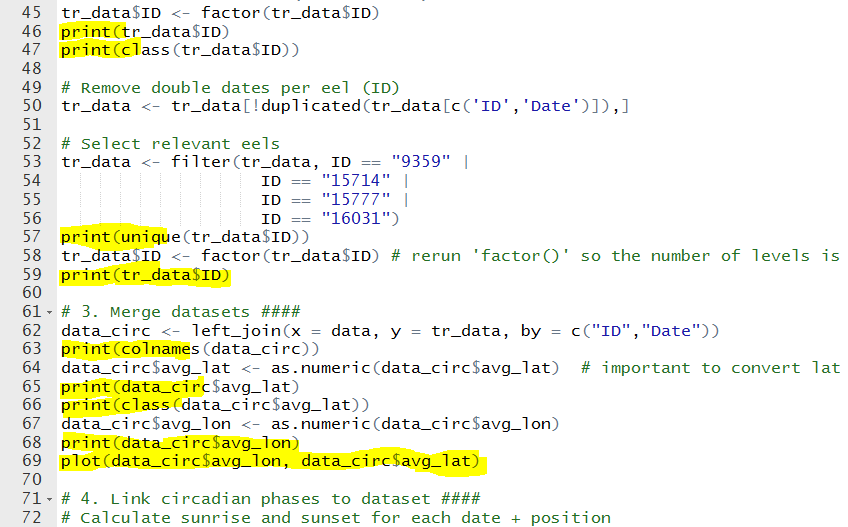 45 tr_data$ID <- factor(tr_data$ID)
46 print(tr_data$ID)
47 print(class(tr_data$ID))
48
49 # Remove double dates per eel (ID)
50 tr_data <- tr_data[!duplicated(tr_data[c('ID','Date')]),]
51
52 # Select relevant eels
53 tr_data <- filter(tr_data, ID == "9359" |
54 ID == "15714" |
55 ID == "15777" |
56 ID == "16031")
57 print(unique(tr_data$ID))
58 tr_data$ID <- factor(tr_data$ID) # rerun 'factor()' so the number of levels is
59 print(tr_data$ID)
60
61 # 3. Merge datasets ####
62 data_circ <- left_join(x = data, y = tr_data, by = c("ID","Date"))
63 print(colnames(data_circ))
64 data_circ$avg_lat <- as.numeric(data_circ$avg_lat) # important to convert lat
65 print(data_circ$avg_lat)
66 print(class(data_circ$avg_lat))
67 data_circ$avg_lon <- as.numeric(data_circ$avg_lon)
68 print(data_circ$avg_lon)
69 plot(data_circ$avg_lon, data_circ$avg_lat)
70
71 # 4. Link circadian phases to dataset ####
72 # Calculate sunrise and sunset for each date + position